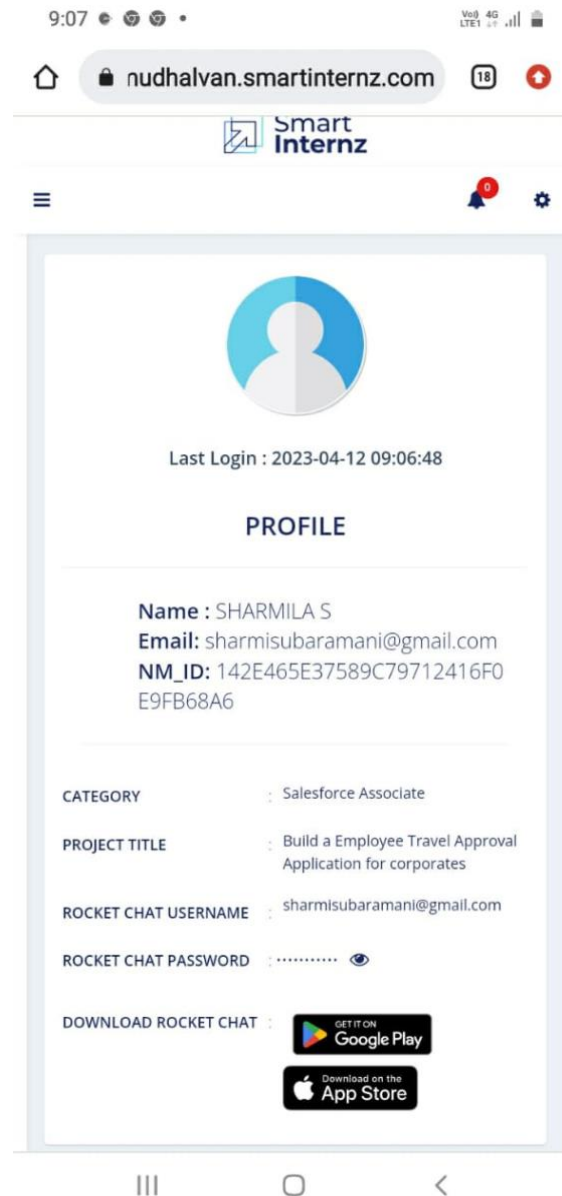 9:07
Vo) 4G
LTE1
nudhalvan.smartinternz.com
18
Smart
Internz
0
Last Login : 2023-04-12 09:06:48
PROFILE
Name : SHARMILA S
Email: sharmisubaramani@gmail.com
NM_ID: 142E465E37589C79712416F0
E9FB68A6
CATEGORY : Salesforce Associate
PROJECT TITLE : Build a Employee Travel Approval
Application for corporates
ROCKET CHAT USERNAME : sharmisubaramani@gmail.com
ROCKET CHAT PASSWORD : ···········
DOWNLOAD ROCKET CHAT :
GET IT ON
Google Play
Download on the
App Store